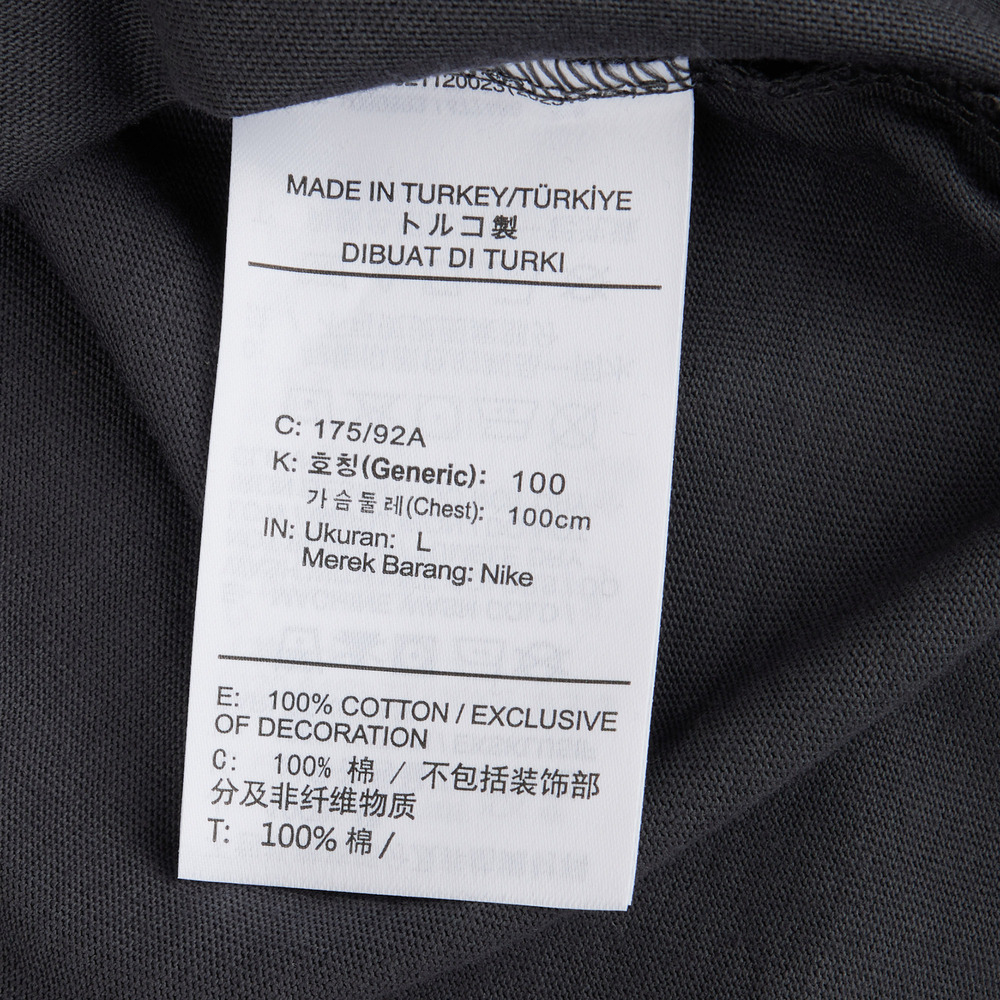 MADE IN TURKEY/TÜRKİYE
トルコ製
DIBUAT DI TURKI
C: 175/92A
K: 호칭(Generic): 100
가슴둘레(Chest): 100cm
IN: Ukuran: L
Merek Barang: Nike
E: 100% COTTON / EXCLUSIVE
OF DECORATION
C: 100% 棉 / 不包括装饰部
分及非纤维物质
T: 100% 棉 /